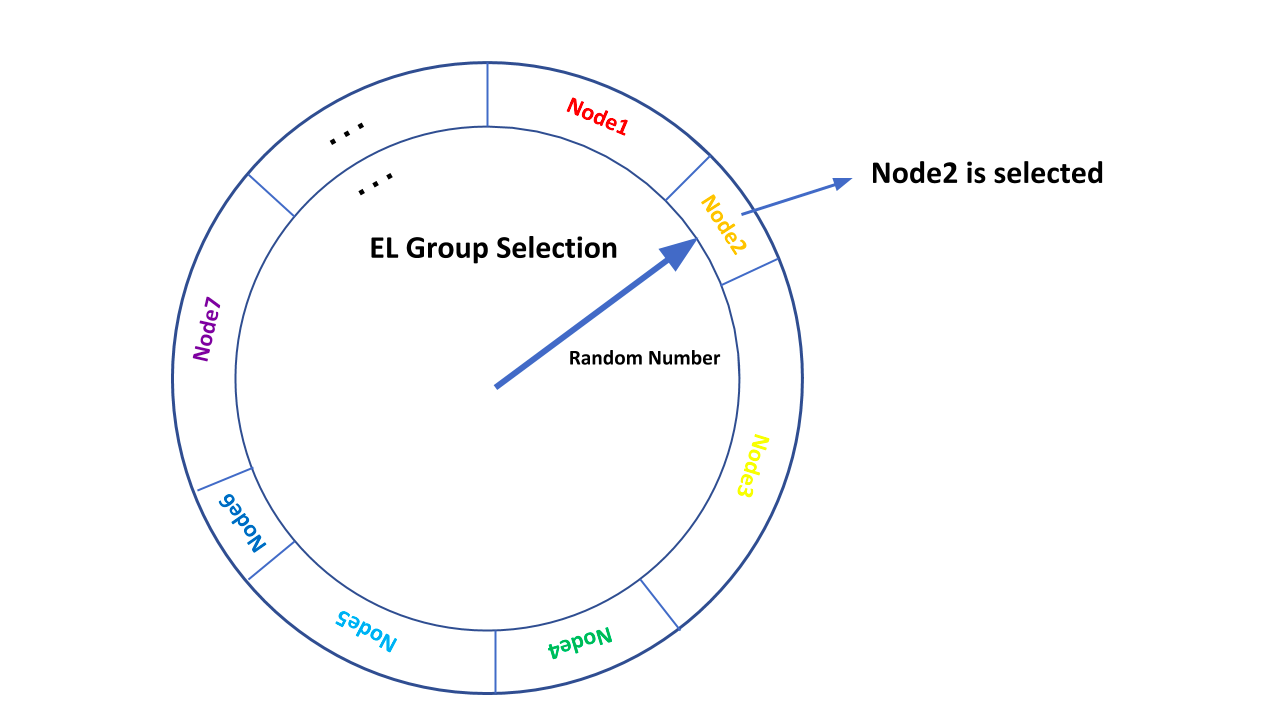 Node1
Node2 is selected
Node2
EL Group Selection
Random Number
Node3
Node4
Node5
Node6
Node7
...
...